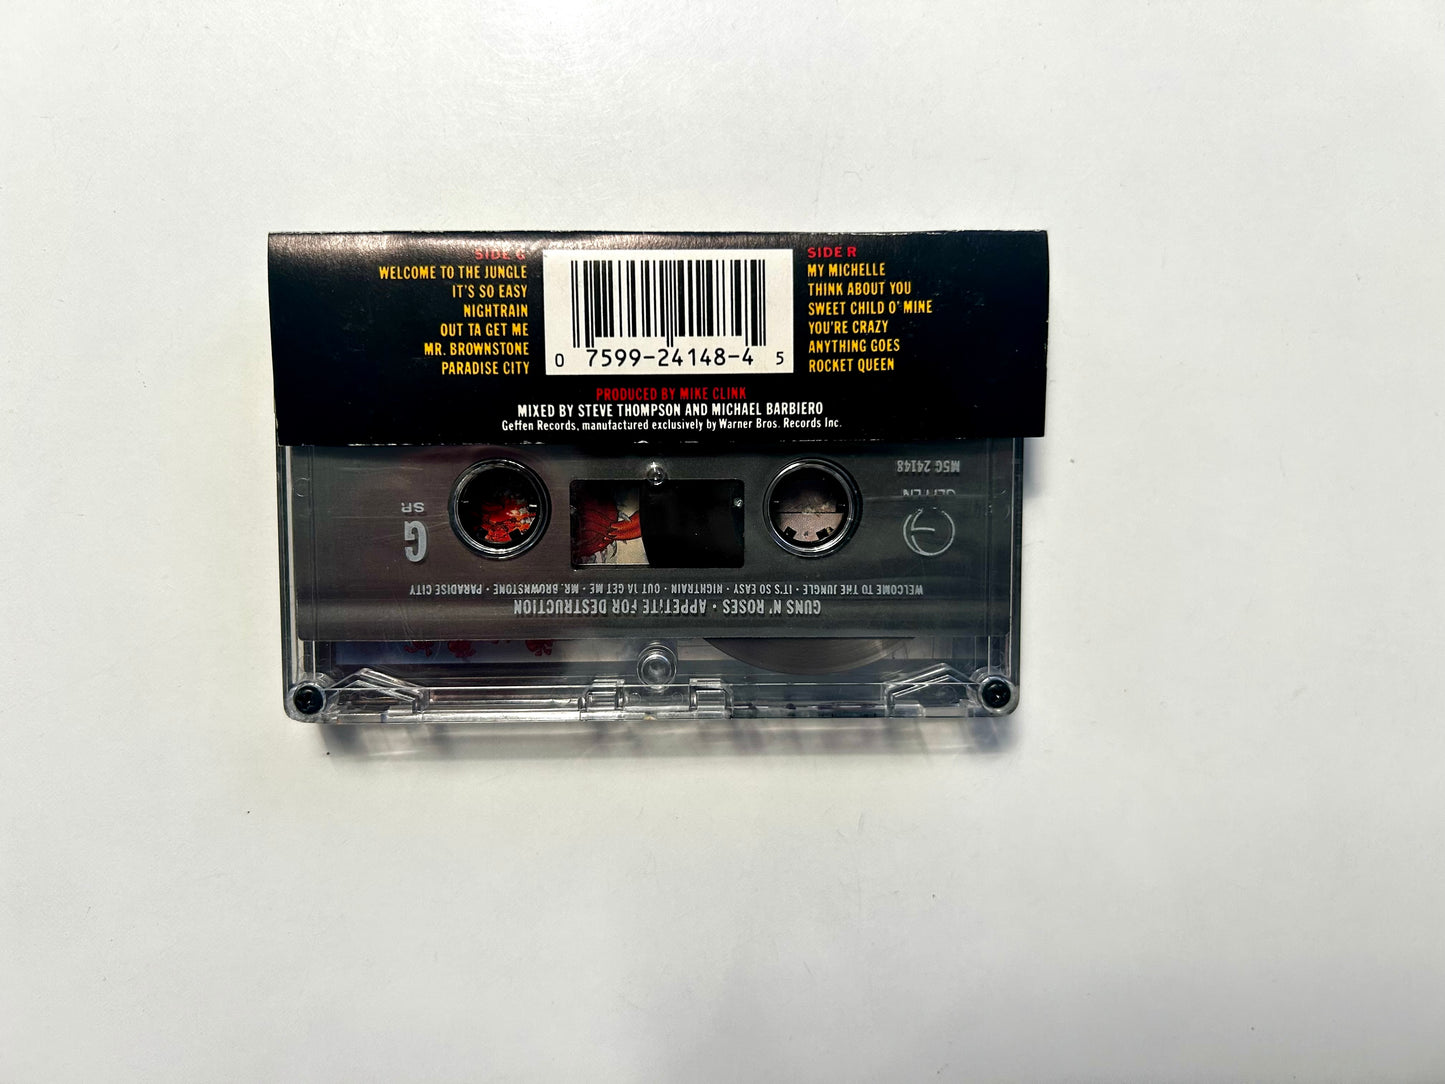 SIDE G
WELCOME TO THE JUNGLE
IT'S SO EASY
NIGHTRAIN
OUT TA GET ME
MR. BROWNSTONE
PARADISE CITY
0 7599-24148-4 5
SIDE R
MY MICHELLE
THINK ABOUT YOU
SWEET CHILD O' MINE
YOU'RE CRAZY
ANYTHING GOES
ROCKET QUEEN
PRODUCED BY MIKE CLINK
MIXED BY STEVE THOMPSON AND MICHAEL BARBIERO
Geffen Records, manufactured exclusively by Warner Bros. Records Inc.
GUNS N' ROSES • APPETITE FOR DESTRUCTION
WELCOME TO THE JUNGLE • IT'S SO EASY • NIGHTRAIN • OUT TA GET ME • MR. BROWNSTONE • PARADISE CITY
G
SR
GEFFEN
M5G 24148